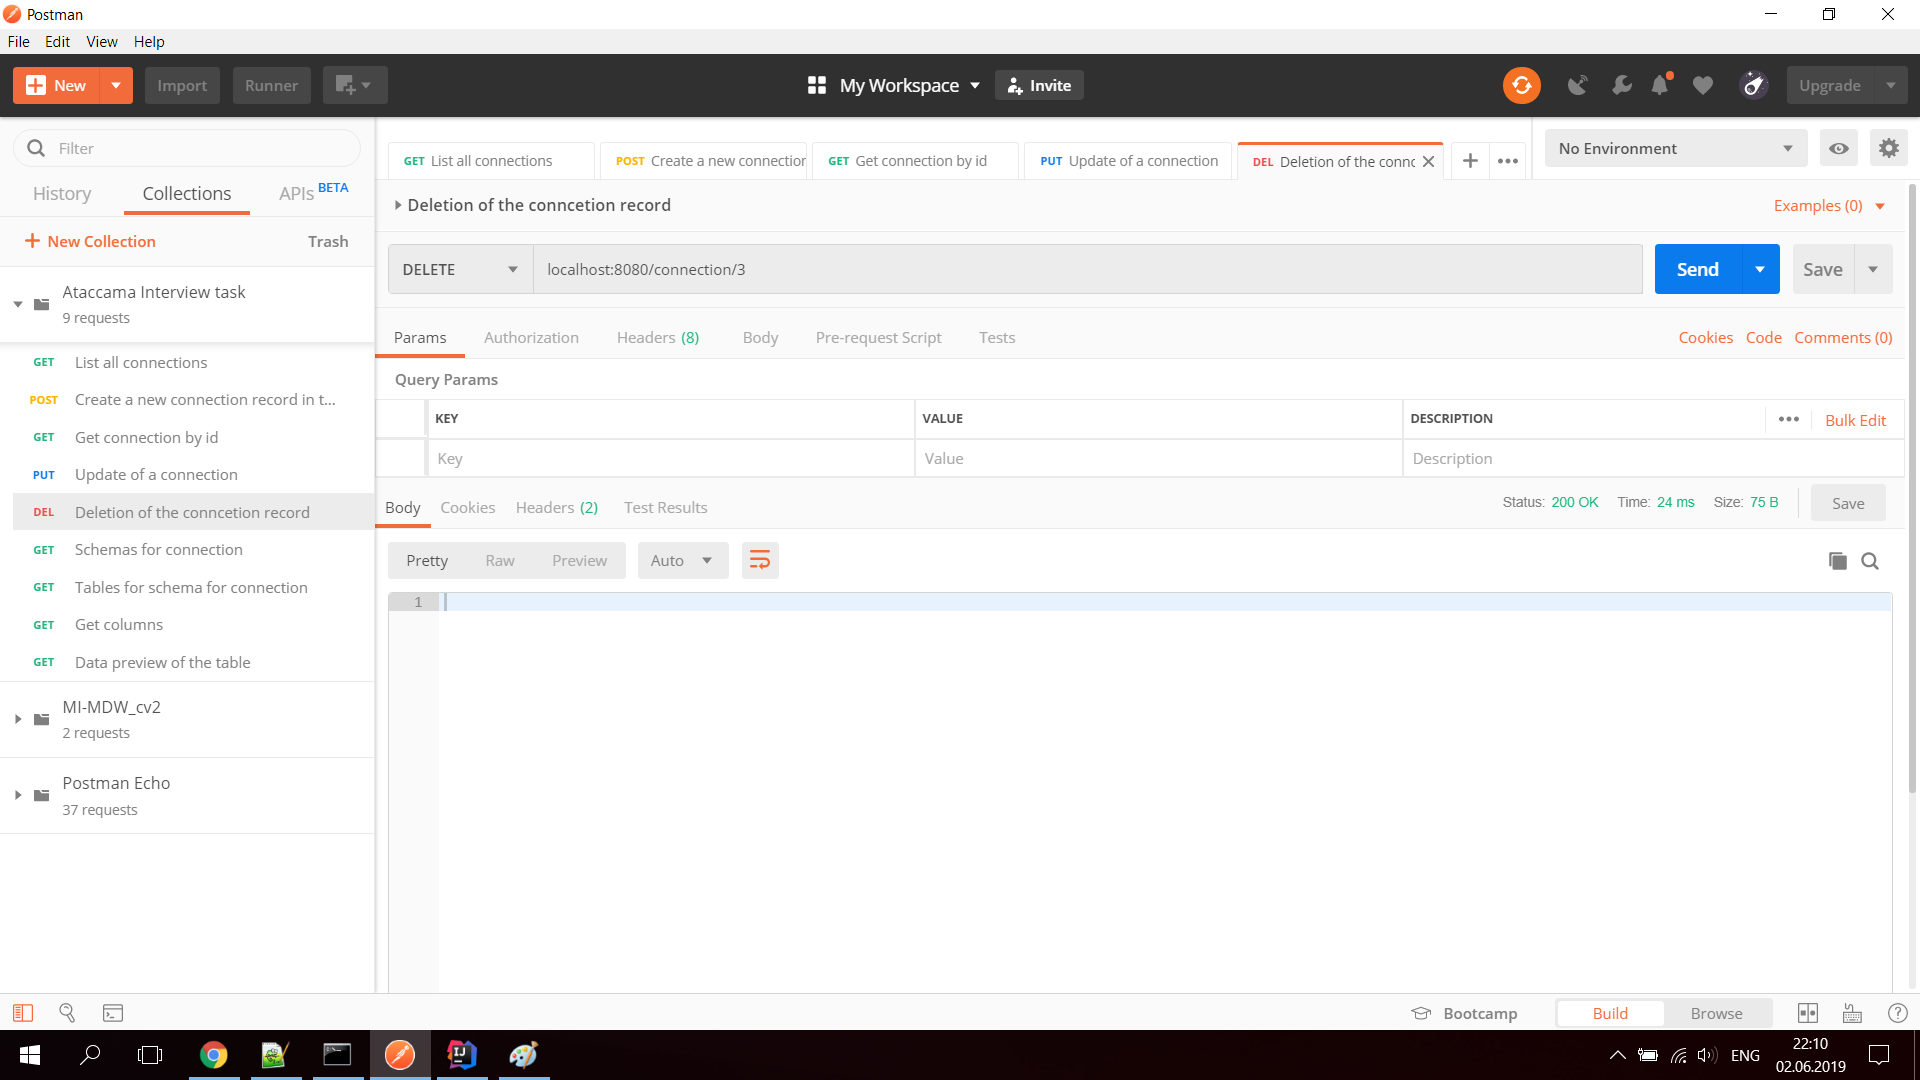 Postman
File Edit View Help
New Import Runner My Workspace Invite Upgrade
Filter
History Collections APIs BETA
New Collection Trash
Ataccama Interview task
9 requests
GET List all connections
POST Create a new connection record in t...
GET Get connection by id
PUT Update of a connection
DEL Deletion of the conncetion record
GET Schemas for connection
GET Tables for schema for connection
GET Get columns
GET Data preview of the table
MI-MDW_cv2
2 requests
Postman Echo
37 requests
GET List all connections POST Create a new connection GET Get connection by id PUT Update of a connection DEL Deletion of the connc No Environment
Deletion of the conncetion record Examples (0)
DELETE localhost:8080/connection/3 Send Save
Params Authorization Headers (8) Body Pre-request Script Tests Cookies Code Comments (0)
Query Params
KEY VALUE DESCRIPTION Bulk Edit
Key Value Description
Body Cookies Headers (2) Test Results Status: 200 OK Time: 24 ms Size: 75 B Save
Pretty Raw Preview Auto
1
Bootcamp Build Browse
ENG 22:10
02.06.2019